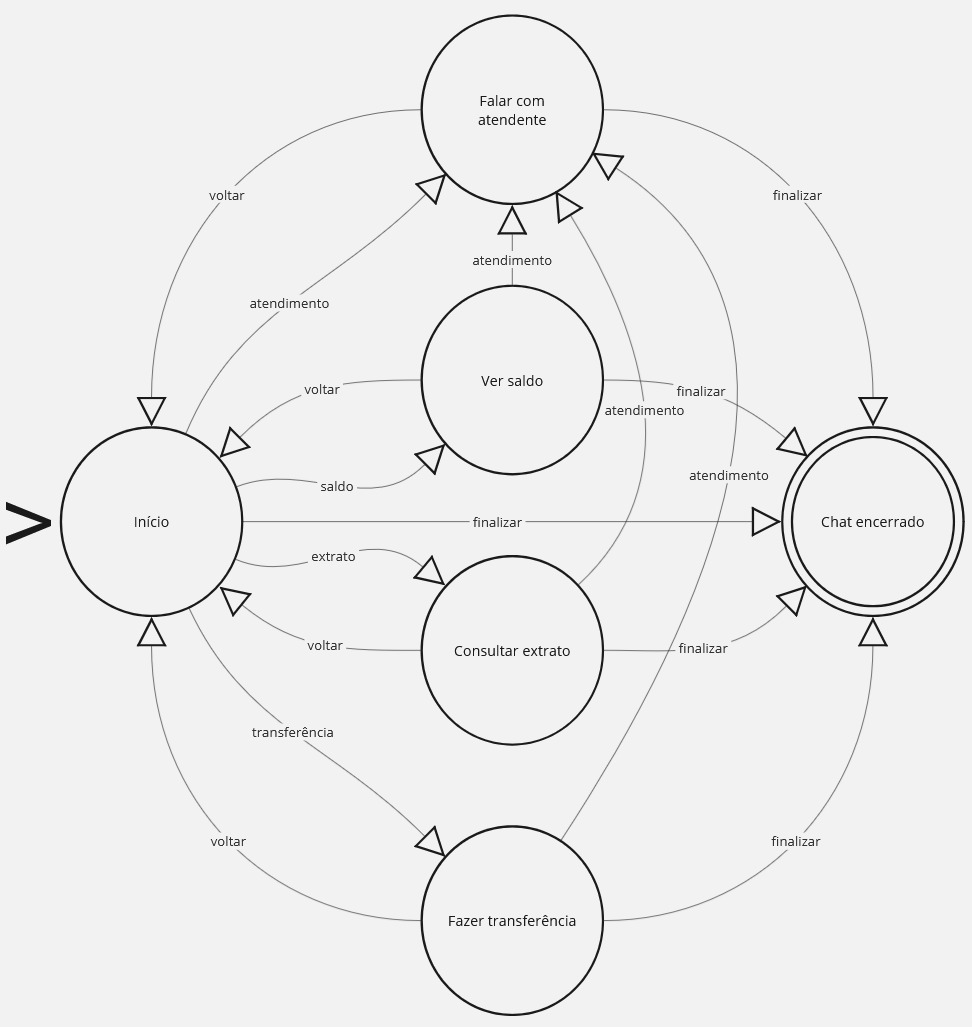 Falar com
atendente
voltar
finalizar
atendimento
atendimento
Ver saldo
voltar
finalizar
atendimento
atendimento
saldo
>
Início
finalizar
Chat encerrado
extrato
voltar
Consultar extrato
finalizar
transferência
voltar
finalizar
Fazer transferência